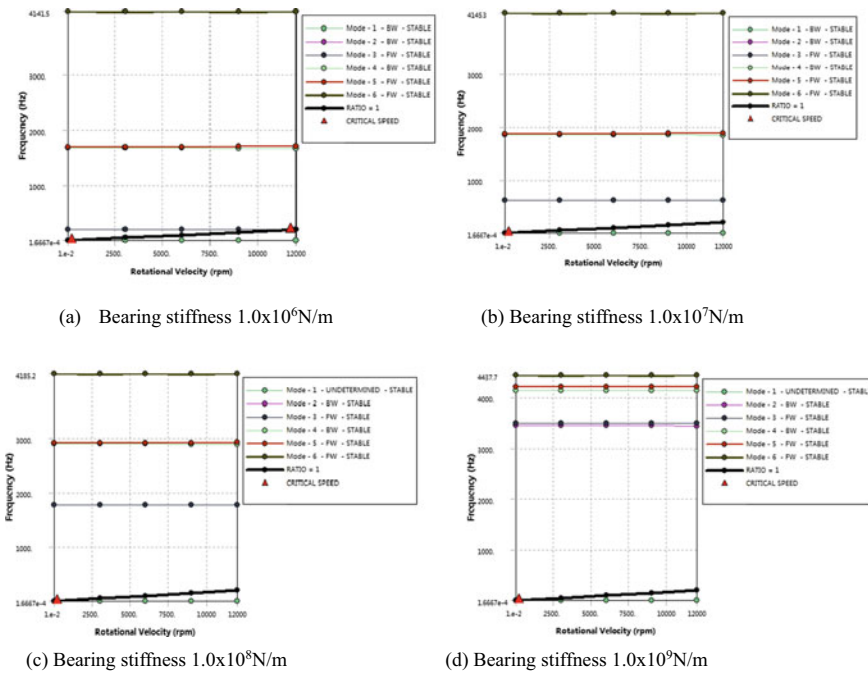 4141.5
3000.
2000.
1000.
1.6667e-4
Frequency (Hz)
1.e-2 2500. 5000. 7500. 10000 12000
Rotational Velocity (rpm)
Mode - 1 - BW - STABLE
Mode - 2 - BW - STABLE
Mode - 3 - FW - STABLE
Mode - 4 - BW - STABLE
Mode - 5 - FW - STABLE
Mode - 6 - FW - STABLE
RATIO = 1
CRITICAL SPEED
(a) Bearing stiffness 1.0x10⁶N/m
4145.3
3000.
2000.
1000.
1.6667e-4
Frequency (Hz)
1.e-2 2500. 5000. 7500. 10000 12000
Rotational Velocity (rpm)
Mode - 1 - BW - STABLE
Mode - 2 - BW - STABLE
Mode - 3 - FW - STABLE
Mode - 4 - BW - STABLE
Mode - 5 - FW - STABLE
Mode - 6 - FW - STABLE
RATIO = 1
CRITICAL SPEED
(b) Bearing stiffness 1.0x10⁷N/m
4185.2
3000.
2000.
1000.
1.6667e-4
Frequency (Hz)
1.e-2 2500. 5000. 7500. 10000 12000
Rotational Velocity (rpm)
Mode - 1 - UNDETERMINED - STABLE
Mode - 2 - BW - STABLE
Mode - 3 - FW - STABLE
Mode - 4 - BW - STABLE
Mode - 5 - FW - STABLE
Mode - 6 - FW - STABLE
RATIO = 1
CRITICAL SPEED
(c) Bearing stiffness 1.0x10⁸N/m
4000.
3000.
2000.
1000.
1.6667e-4
Frequency (Hz)
1.e-2 2500. 5000. 7500. 10000 12000
Rotational Velocity (rpm)
Mode - 1 - UNDETERMINED - STABL
Mode - 2 - BW - STABLE
Mode - 3 - FW - STABLE
Mode - 4 - BW - STABLE
Mode - 5 - FW - STABLE
Mode - 6 - FW - STABLE
RATIO = 1
CRITICAL SPEED
(d) Bearing stiffness 1.0x10⁹N/m